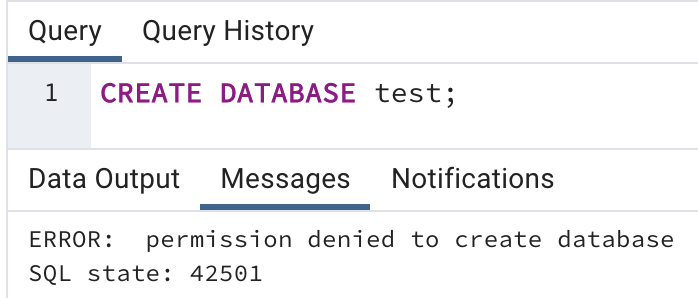 Query Query History
1 CREATE DATABASE test;
Data Output Messages Notifications
ERROR:  permission denied to create database
SQL state: 42501